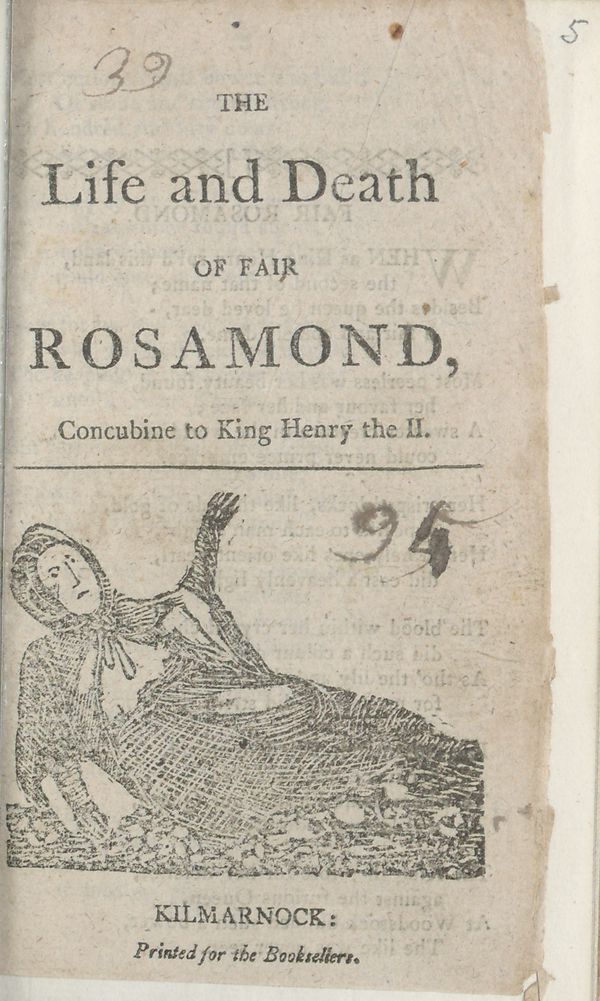 5
39
THE
Life and Death
OF FAIR
ROSAMOND,
Concubine to King Henry the II.
95
KILMARNOCK:
Printed for the Booksellers.